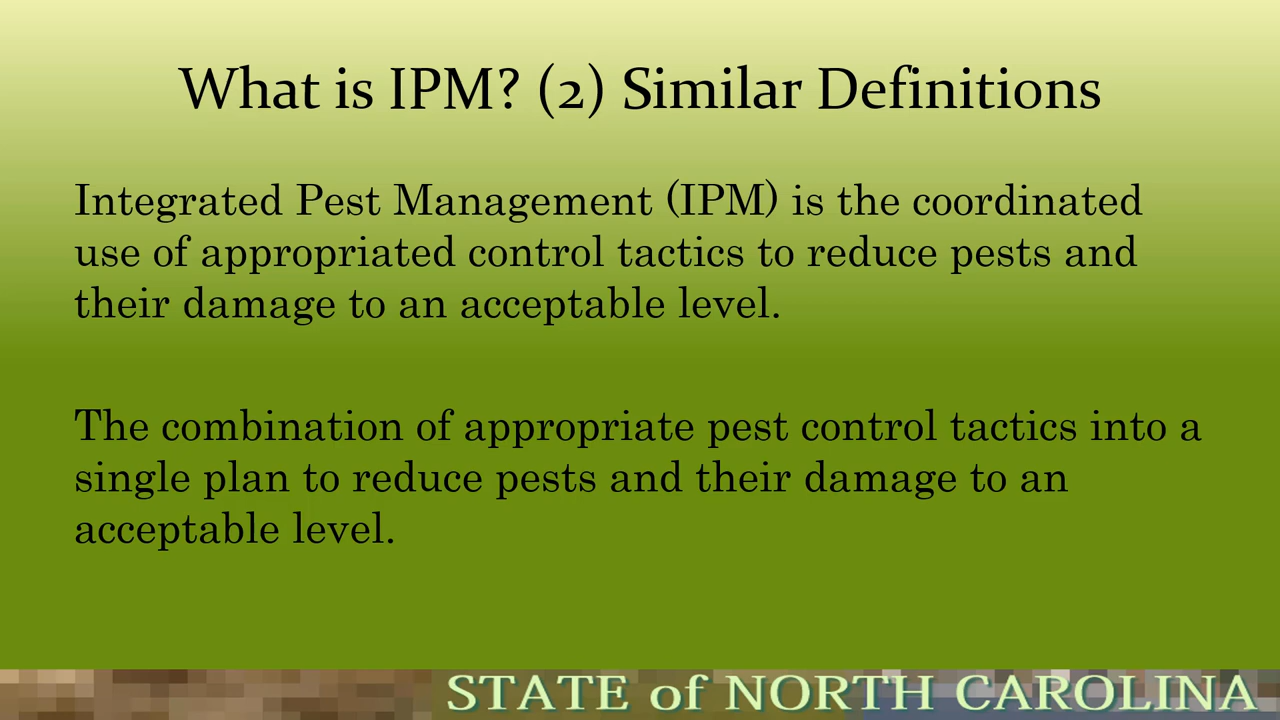 What is IPM? (2) Similar Definitions
Integrated Pest Management (IPM) is the coordinated
use of appropriated control tactics to reduce pests and
their damage to an acceptable level.
The combination of appropriate pest control tactics into a
single plan to reduce pests and their damage to an
acceptable level.
STATE of NORTH CAROLINA